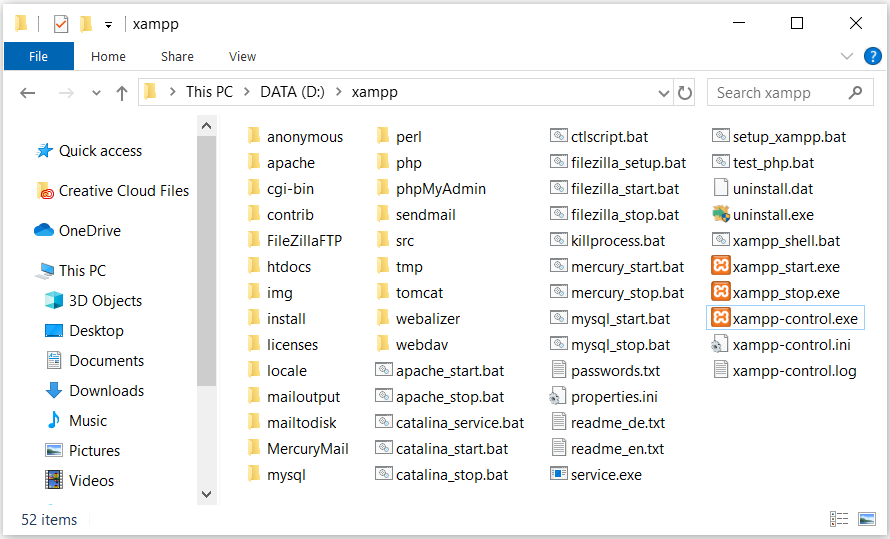 xampp
File Home Share View
This PC DATA (D:) xampp
Search xampp
Quick access
Creative Cloud Files
OneDrive
This PC
3D Objects
Desktop
Documents
Downloads
Music
Pictures
Videos
anonymous
apache
cgi-bin
contrib
FileZillaFTP
htdocs
img
install
licenses
locale
mailoutput
mailtodisk
MercuryMail
mysql
perl
php
phpMyAdmin
sendmail
src
tmp
tomcat
webalizer
webdav
apache_start.bat
apache_stop.bat
catalina_service.bat
catalina_start.bat
catalina_stop.bat
ctlscript.bat
filezilla_setup.bat
filezilla_start.bat
filezilla_stop.bat
killprocess.bat
mercury_start.bat
mercury_stop.bat
mysql_start.bat
mysql_stop.bat
passwords.txt
properties.ini
readme_de.txt
readme_en.txt
service.exe
setup_xampp.bat
test_php.bat
uninstall.dat
uninstall.exe
xampp_shell.bat
xampp_start.exe
xampp_stop.exe
xampp-control.exe
xampp-control.ini
xampp-control.log
52 items